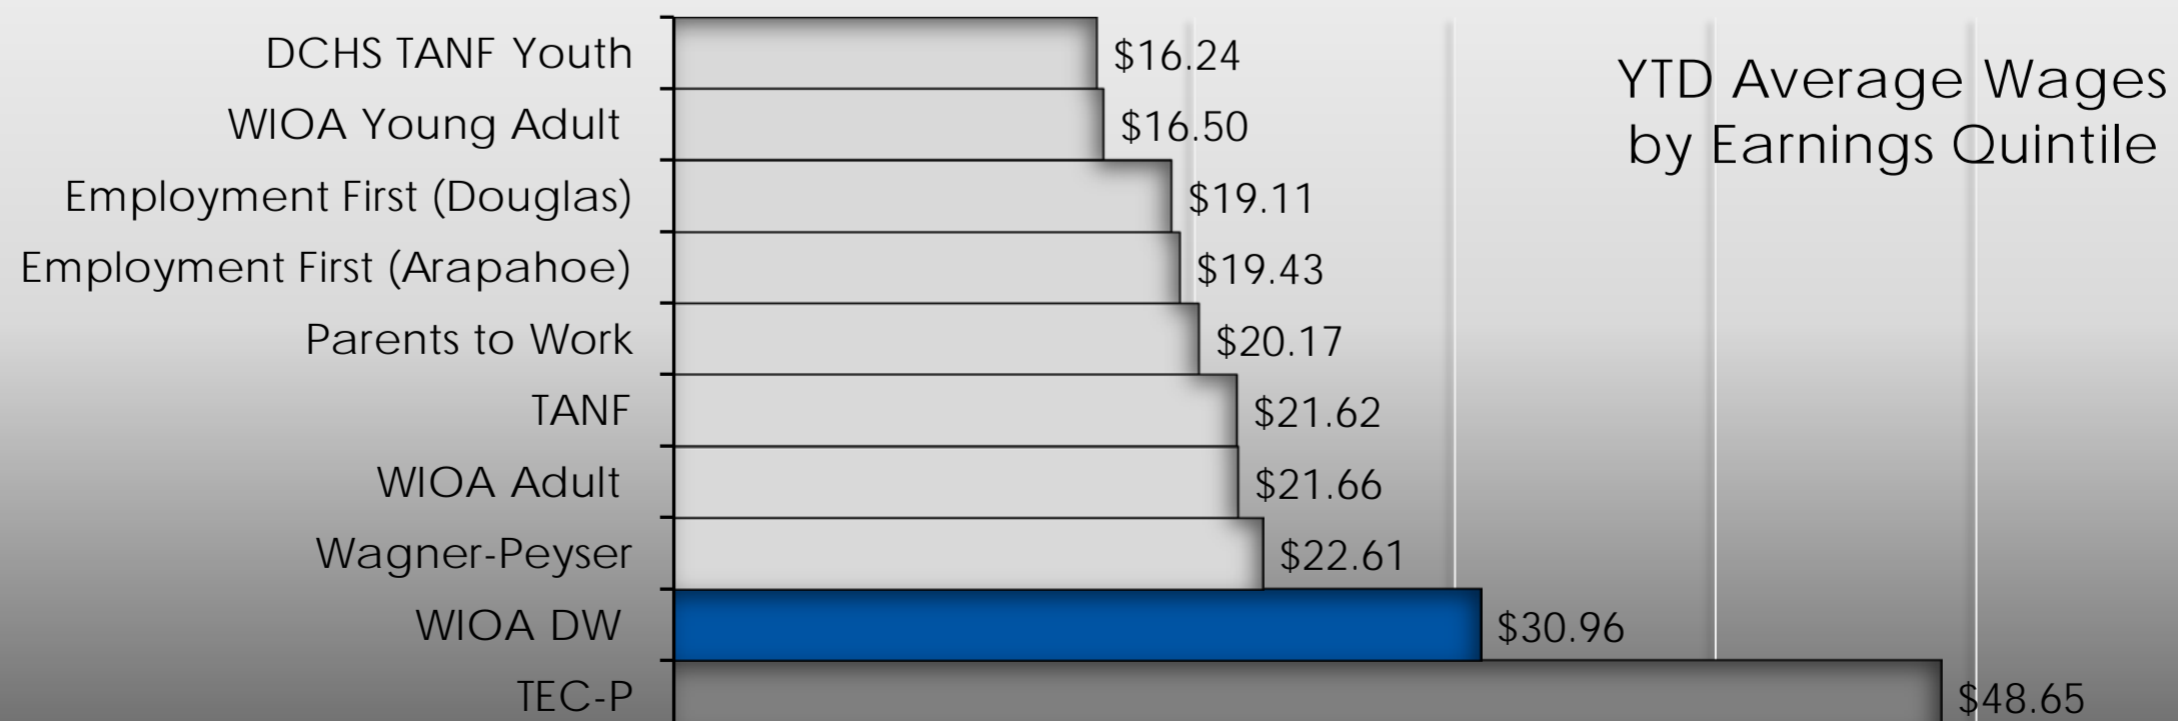 DCHS TANF Youth $16.24
YTD Average Wages
by Earnings Quintile
WIOA Young Adult $16.50
Employment First (Douglas) $19.11
Employment First (Arapahoe) $19.43
Parents to Work $20.17
TANF $21.62
WIOA Adult $21.66
Wagner-Peyser $22.61
WIOA DW $30.96
TEC-P $48.65